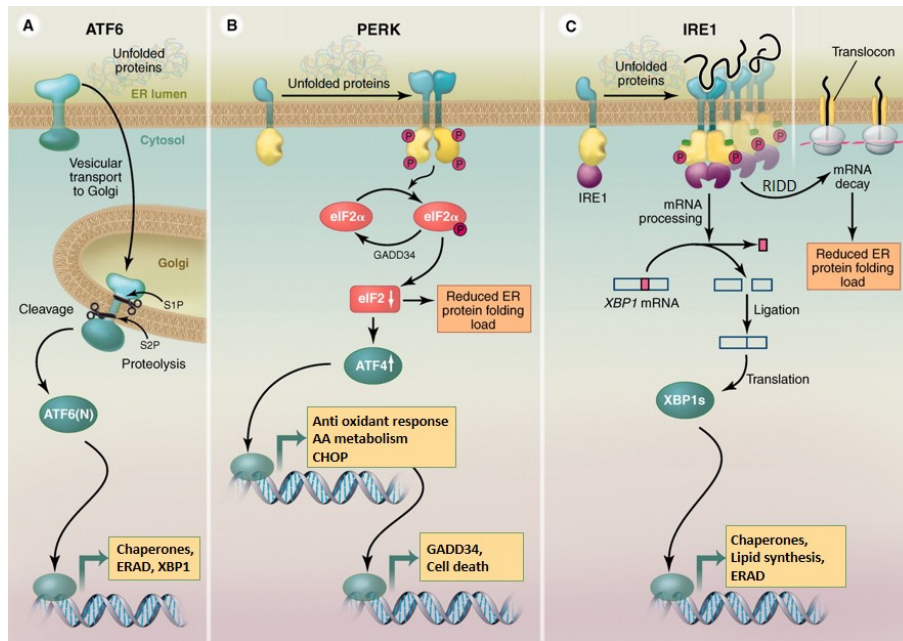 A
ATF6
Unfolded
proteins
ER lumen
Cytosol
Vesicular
transport
to Golgi
Golgi
Cleavage
S1P
S2P
Proteolysis
ATF6(N)
Chaperones,
ERAD, XBP1
B
PERK
Unfolded proteins
P
P
P
P
eIF2α
eIF2α
P
GADD34
eIF2
Reduced ER
protein folding
load
ATF4
Anti oxidant response
AA metabolism
CHOP
GADD34,
Cell death
C
IRE1
Unfolded
proteins
Translocon
P
P
P
IRE1
RIDD
mRNA
decay
mRNA
processing
Reduced ER
protein folding
load
XBP1 mRNA
Ligation
Translation
XBP1s
Chaperones,
Lipid synthesis,
ERAD